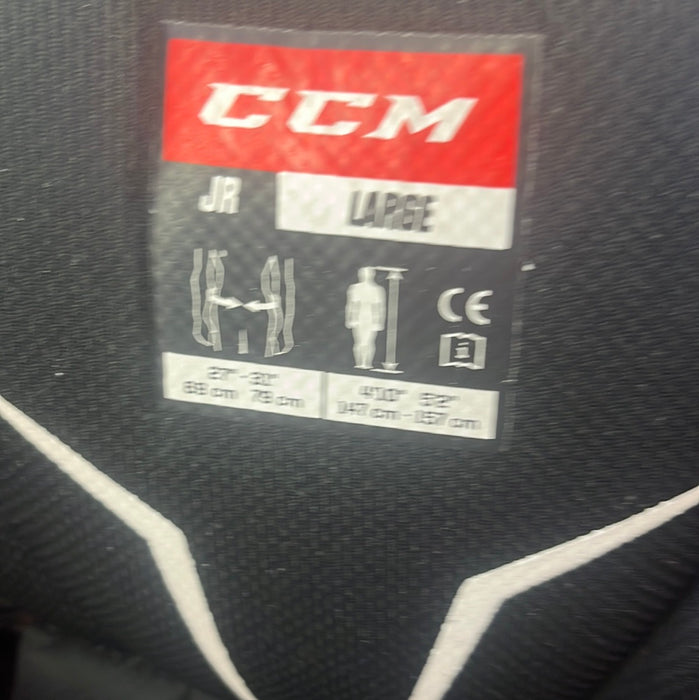 CCM
JR LARGE
CE
i
27" - 31"
69 cm 79 cm
4'10" 5'2"
147 cm - 157 cm